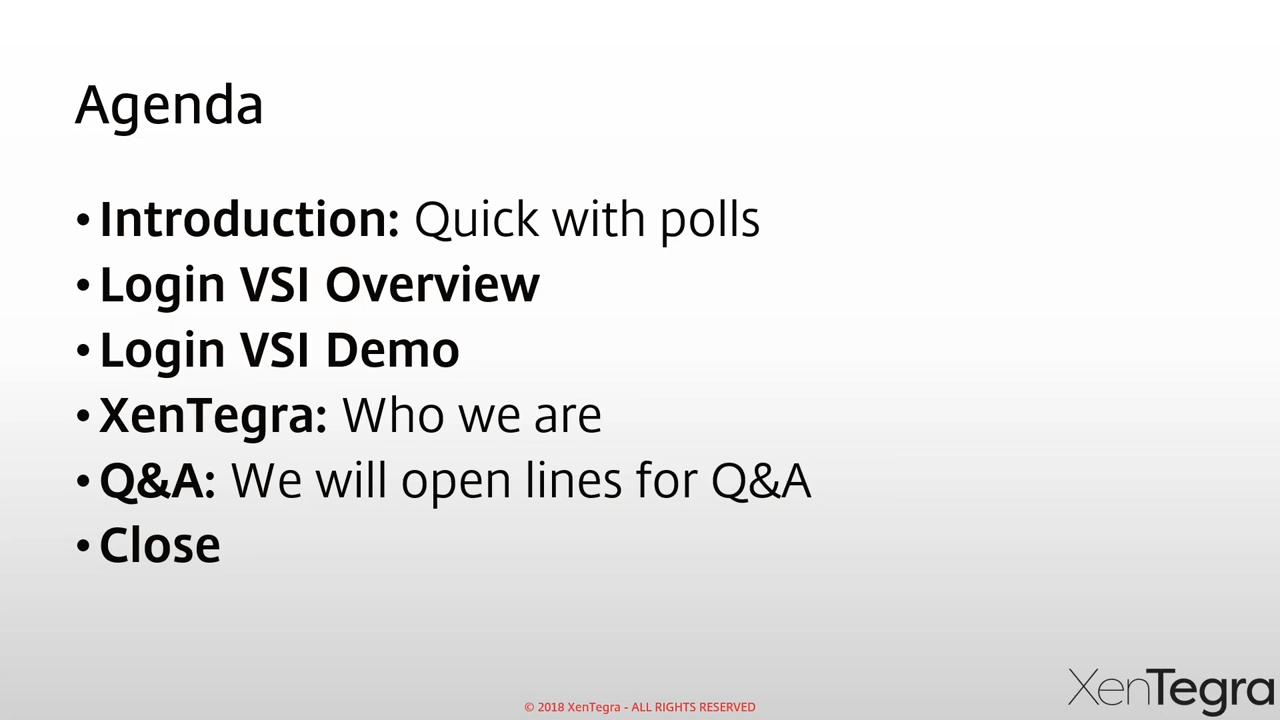 Agenda
• Introduction: Quick with polls
• Login VSI Overview
• Login VSI Demo
• XenTegra: Who we are
• Q&A: We will open lines for Q&A
• Close
XenTegra
© 2018 XenTegra - ALL RIGHTS RESERVED